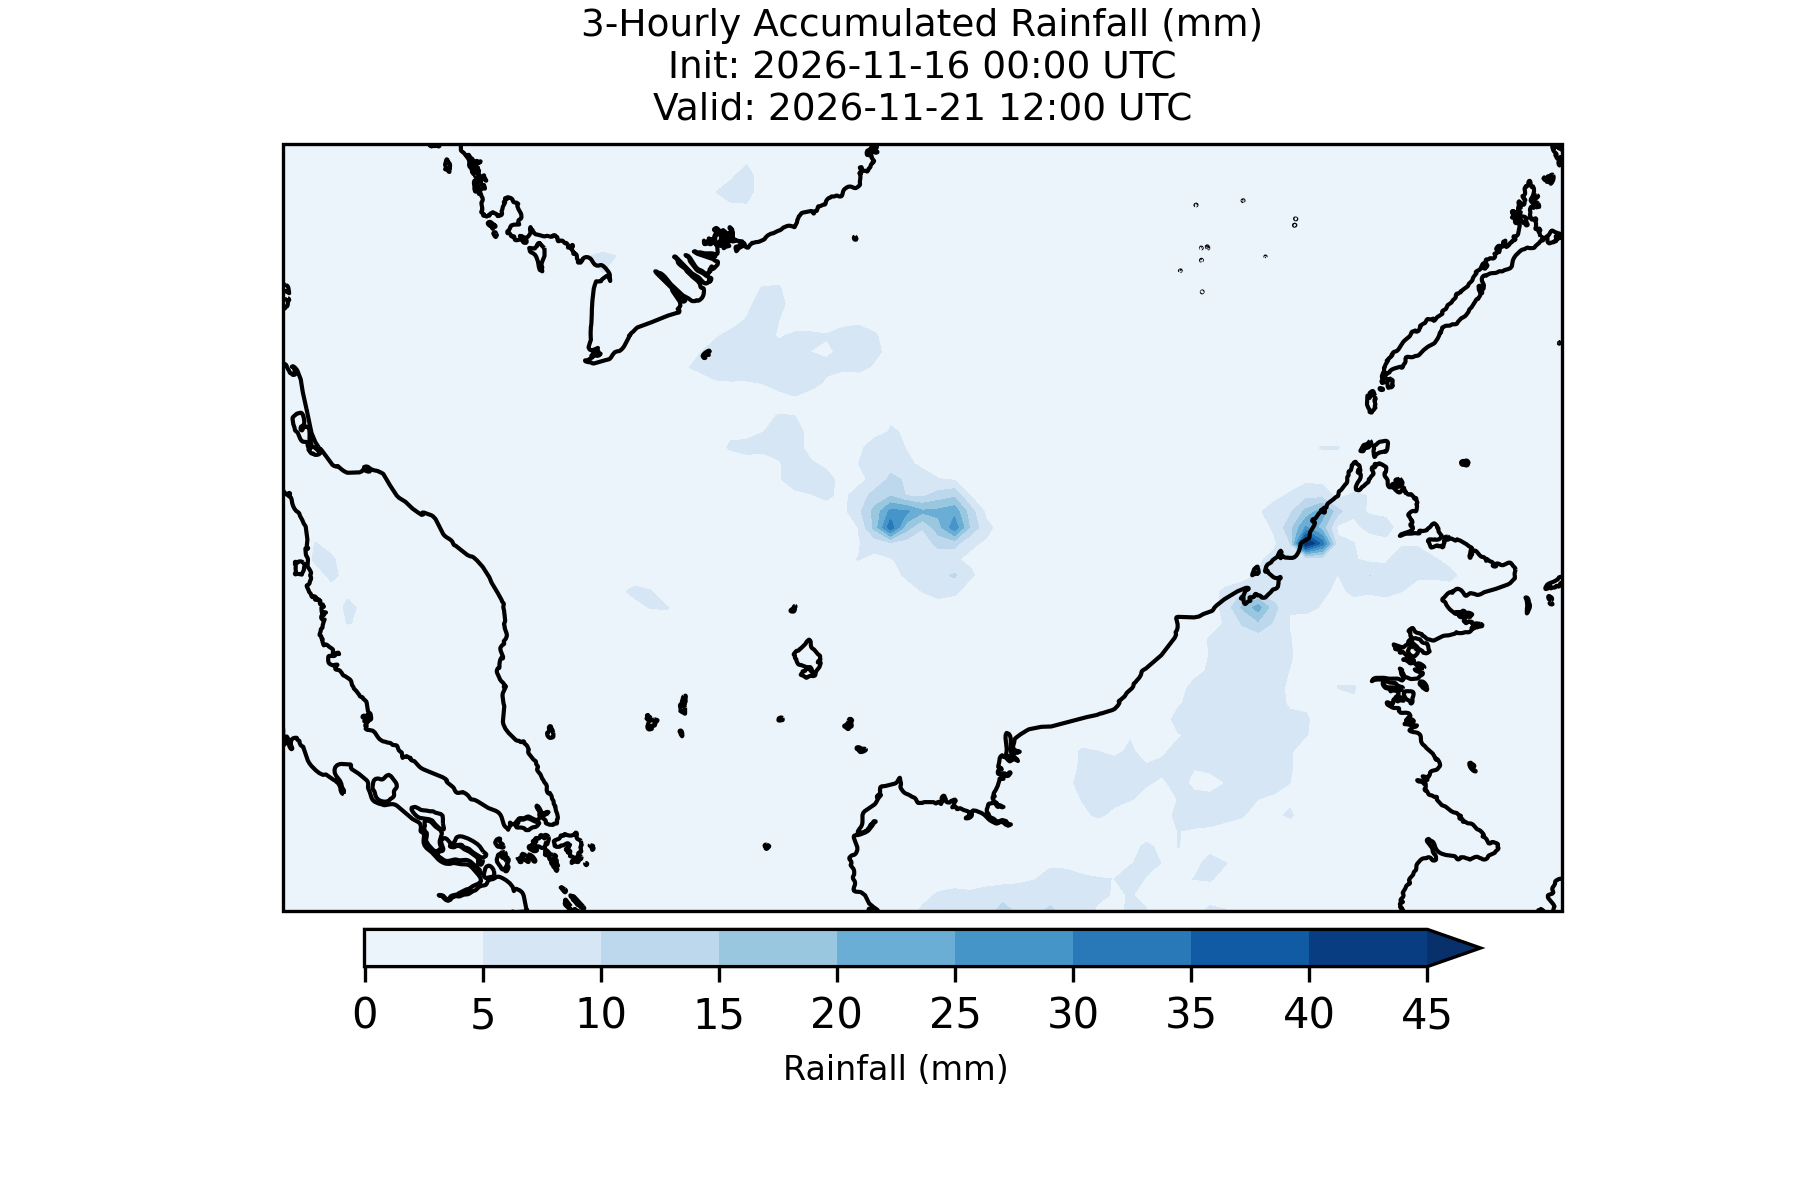 3-Hourly Accumulated Rainfall (mm)
Init: 2026-11-16 00:00 UTC
Valid: 2026-11-21 12:00 UTC
0 5 10 15 20 25 30 35 40 45
Rainfall (mm)